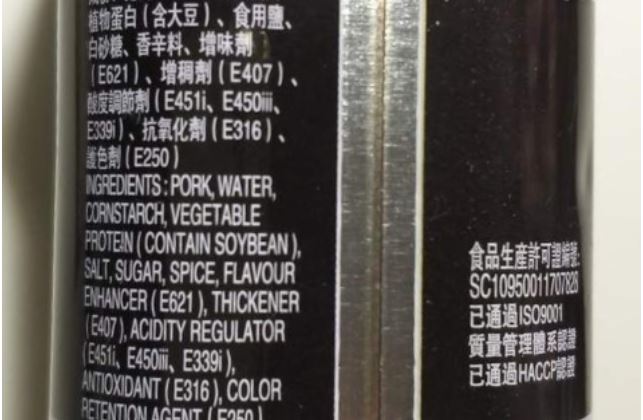 植物蛋白(含大豆)、食用鹽、
白砂糖、香辛料、增味劑
(E621)、增稠劑(E407)、
酸度調節劑(E451i、E450iii、
E339i)、抗氧化劑(E316)、
護色劑(E250)
INGREDIENTS: PORK, WATER,
CORNSTARCH, VEGETABLE
PROTEIN (CONTAIN SOYBEAN),
SALT, SUGAR, SPICE, FLAVOUR
ENHANCER (E621), THICKENER
(E407), ACIDITY REGULATOR
(E451i, E450iii, E339i),
ANTIOXIDANT (E316), COLOR
RETENTION AGENT (E250)
食品生產許可證編號:
SC10950011707828
已通過ISO9001
質量管理體系認證
已通過HACCP認證